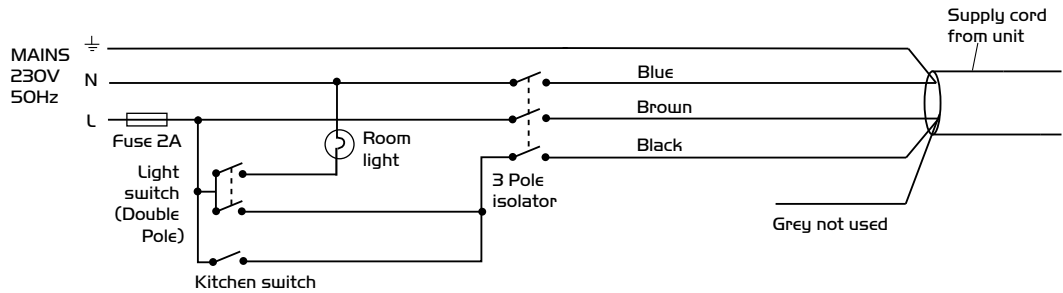 Supply cord
from unit
MAINS
230V
50Hz
N
L
Fuse 2A
Blue
Brown
Black
Room
light
Light
switch
(Double
Pole)
3 Pole
isolator
Grey not used
Kitchen switch